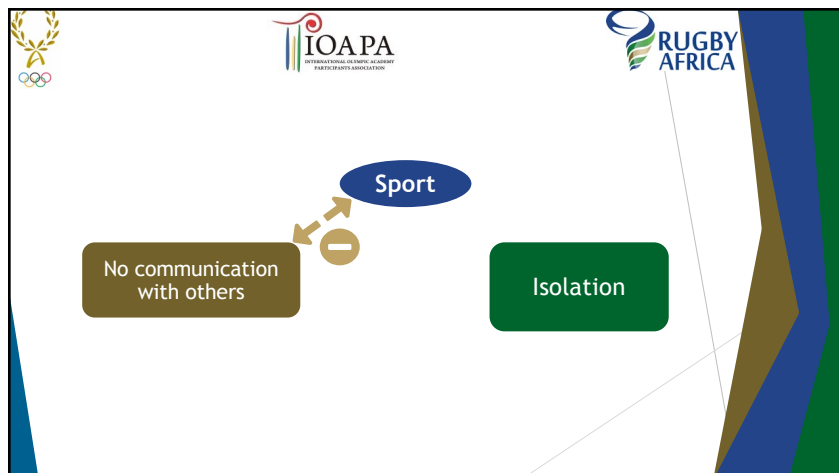 IOAPA
INTERNATIONAL OLYMPIC ACADEMY
PARTICIPANTS ASSOCIATION
RUGBY
AFRICA
Sport
No communication
with others
Isolation